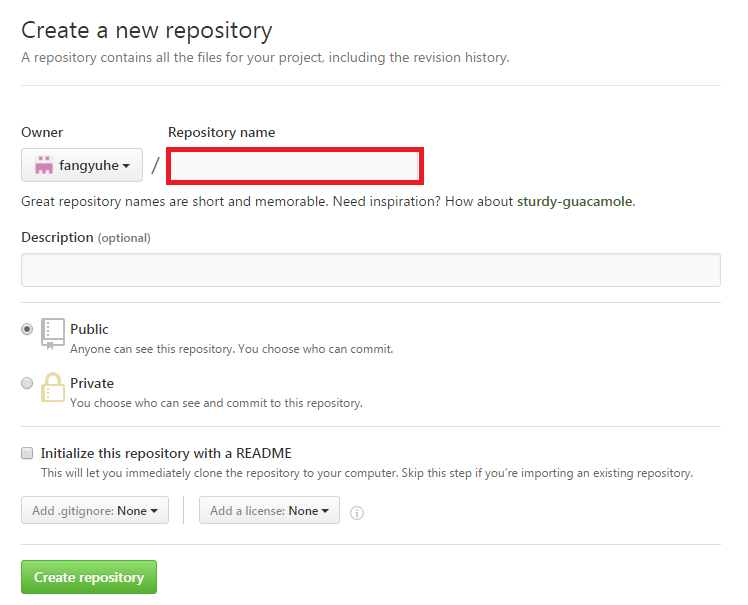 Create a new repository
A repository contains all the files for your project, including the revision history.
Owner
Repository name
fangyuhe
/
Great repository names are short and memorable. Need inspiration? How about sturdy-guacamole.
Description (optional)
Public
Anyone can see this repository. You choose who can commit.
Private
You choose who can see and commit to this repository.
Initialize this repository with a README
This will let you immediately clone the repository to your computer. Skip this step if you're importing an existing repository.
Add .gitignore: None
Add a license: None
Create repository